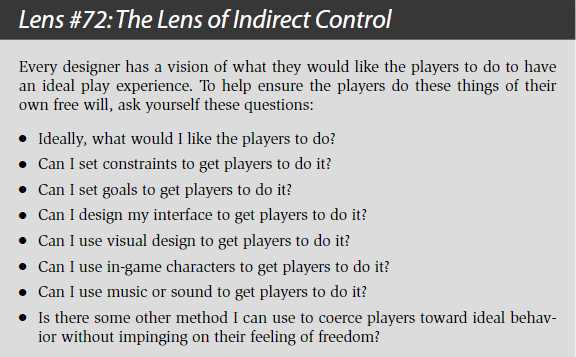 Lens #72: The Lens of Indirect Control
Every designer has a vision of what they would like the players to do to have
an ideal play experience. To help ensure the players do these things of their
own free will, ask yourself these questions:
• Ideally, what would I like the players to do?
• Can I set constraints to get players to do it?
• Can I set goals to get players to do it?
• Can I design my interface to get players to do it?
• Can I use visual design to get players to do it?
• Can I use in-game characters to get players to do it?
• Can I use music or sound to get players to do it?
• Is there some other method I can use to coerce players toward ideal behav-
ior without impinging on their feeling of freedom?